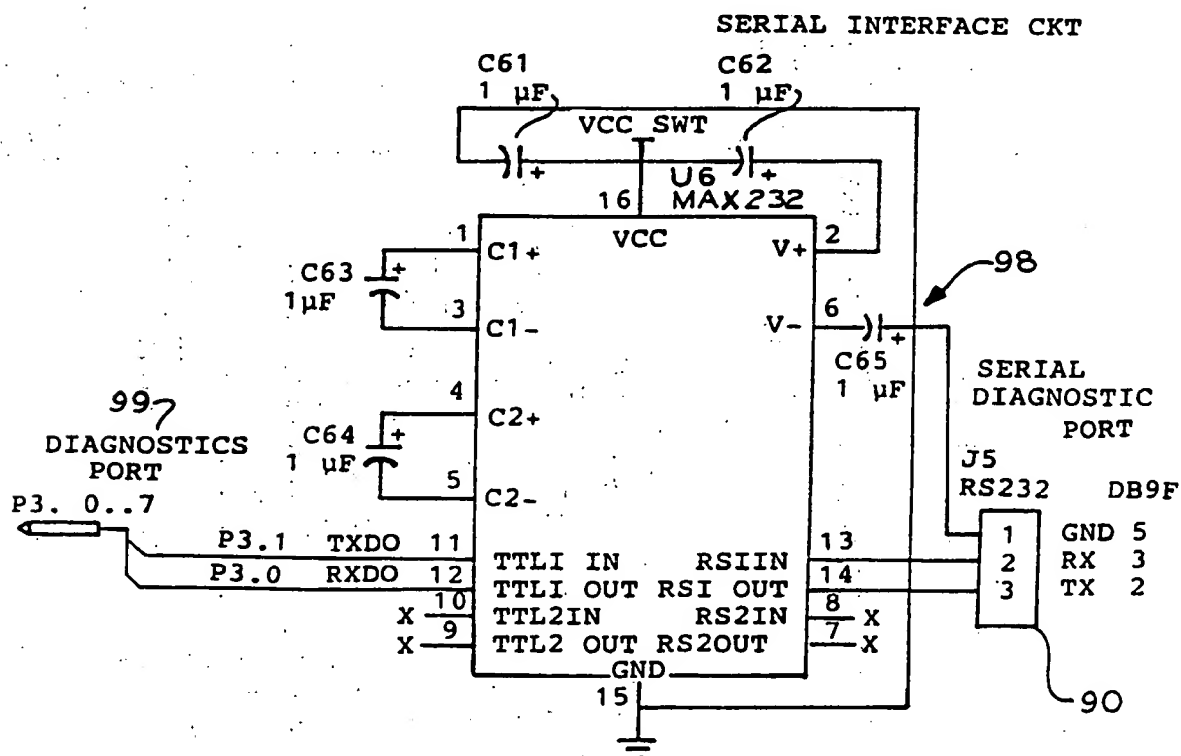 SERIAL INTERFACE CKT
C61
1 µF
C62
1 µF
VCC SWT
+
+
U6
MAX232
16
VCC
1
C1+
V+
2
98
C63
1µF
+
3
C1-
V-
6
+
C65
1 µF
SERIAL
DIAGNOSTIC
PORT
4
C2+
99
DIAGNOSTICS
PORT
C64
1 µF
+
5
C2-
J5
RS232
DB9F
P3. 0..7
P3.1 TXDO 11
TTLI IN
RSIIN
13
1
GND 5
P3.0 RXDO 12
TTLI OUT
RSI OUT
14
2
RX 3
X
10
TTL2IN
RS2IN
8
X
3
TX 2
X
9
TTL2 OUT
RS2OUT
7
X
GND
15
90